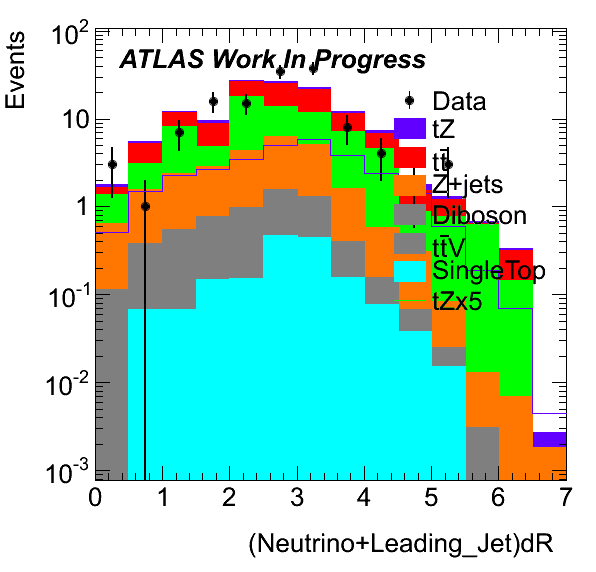 Events
ATLAS Work In Progress
10²
10
1
10⁻¹
10⁻²
10⁻³
Data
tZ
tt̄
Z+jets
Diboson
tt̄V
SingleTop
tZx5
0 1 2 3 4 5 6 7
(Neutrino+Leading_Jet)dR